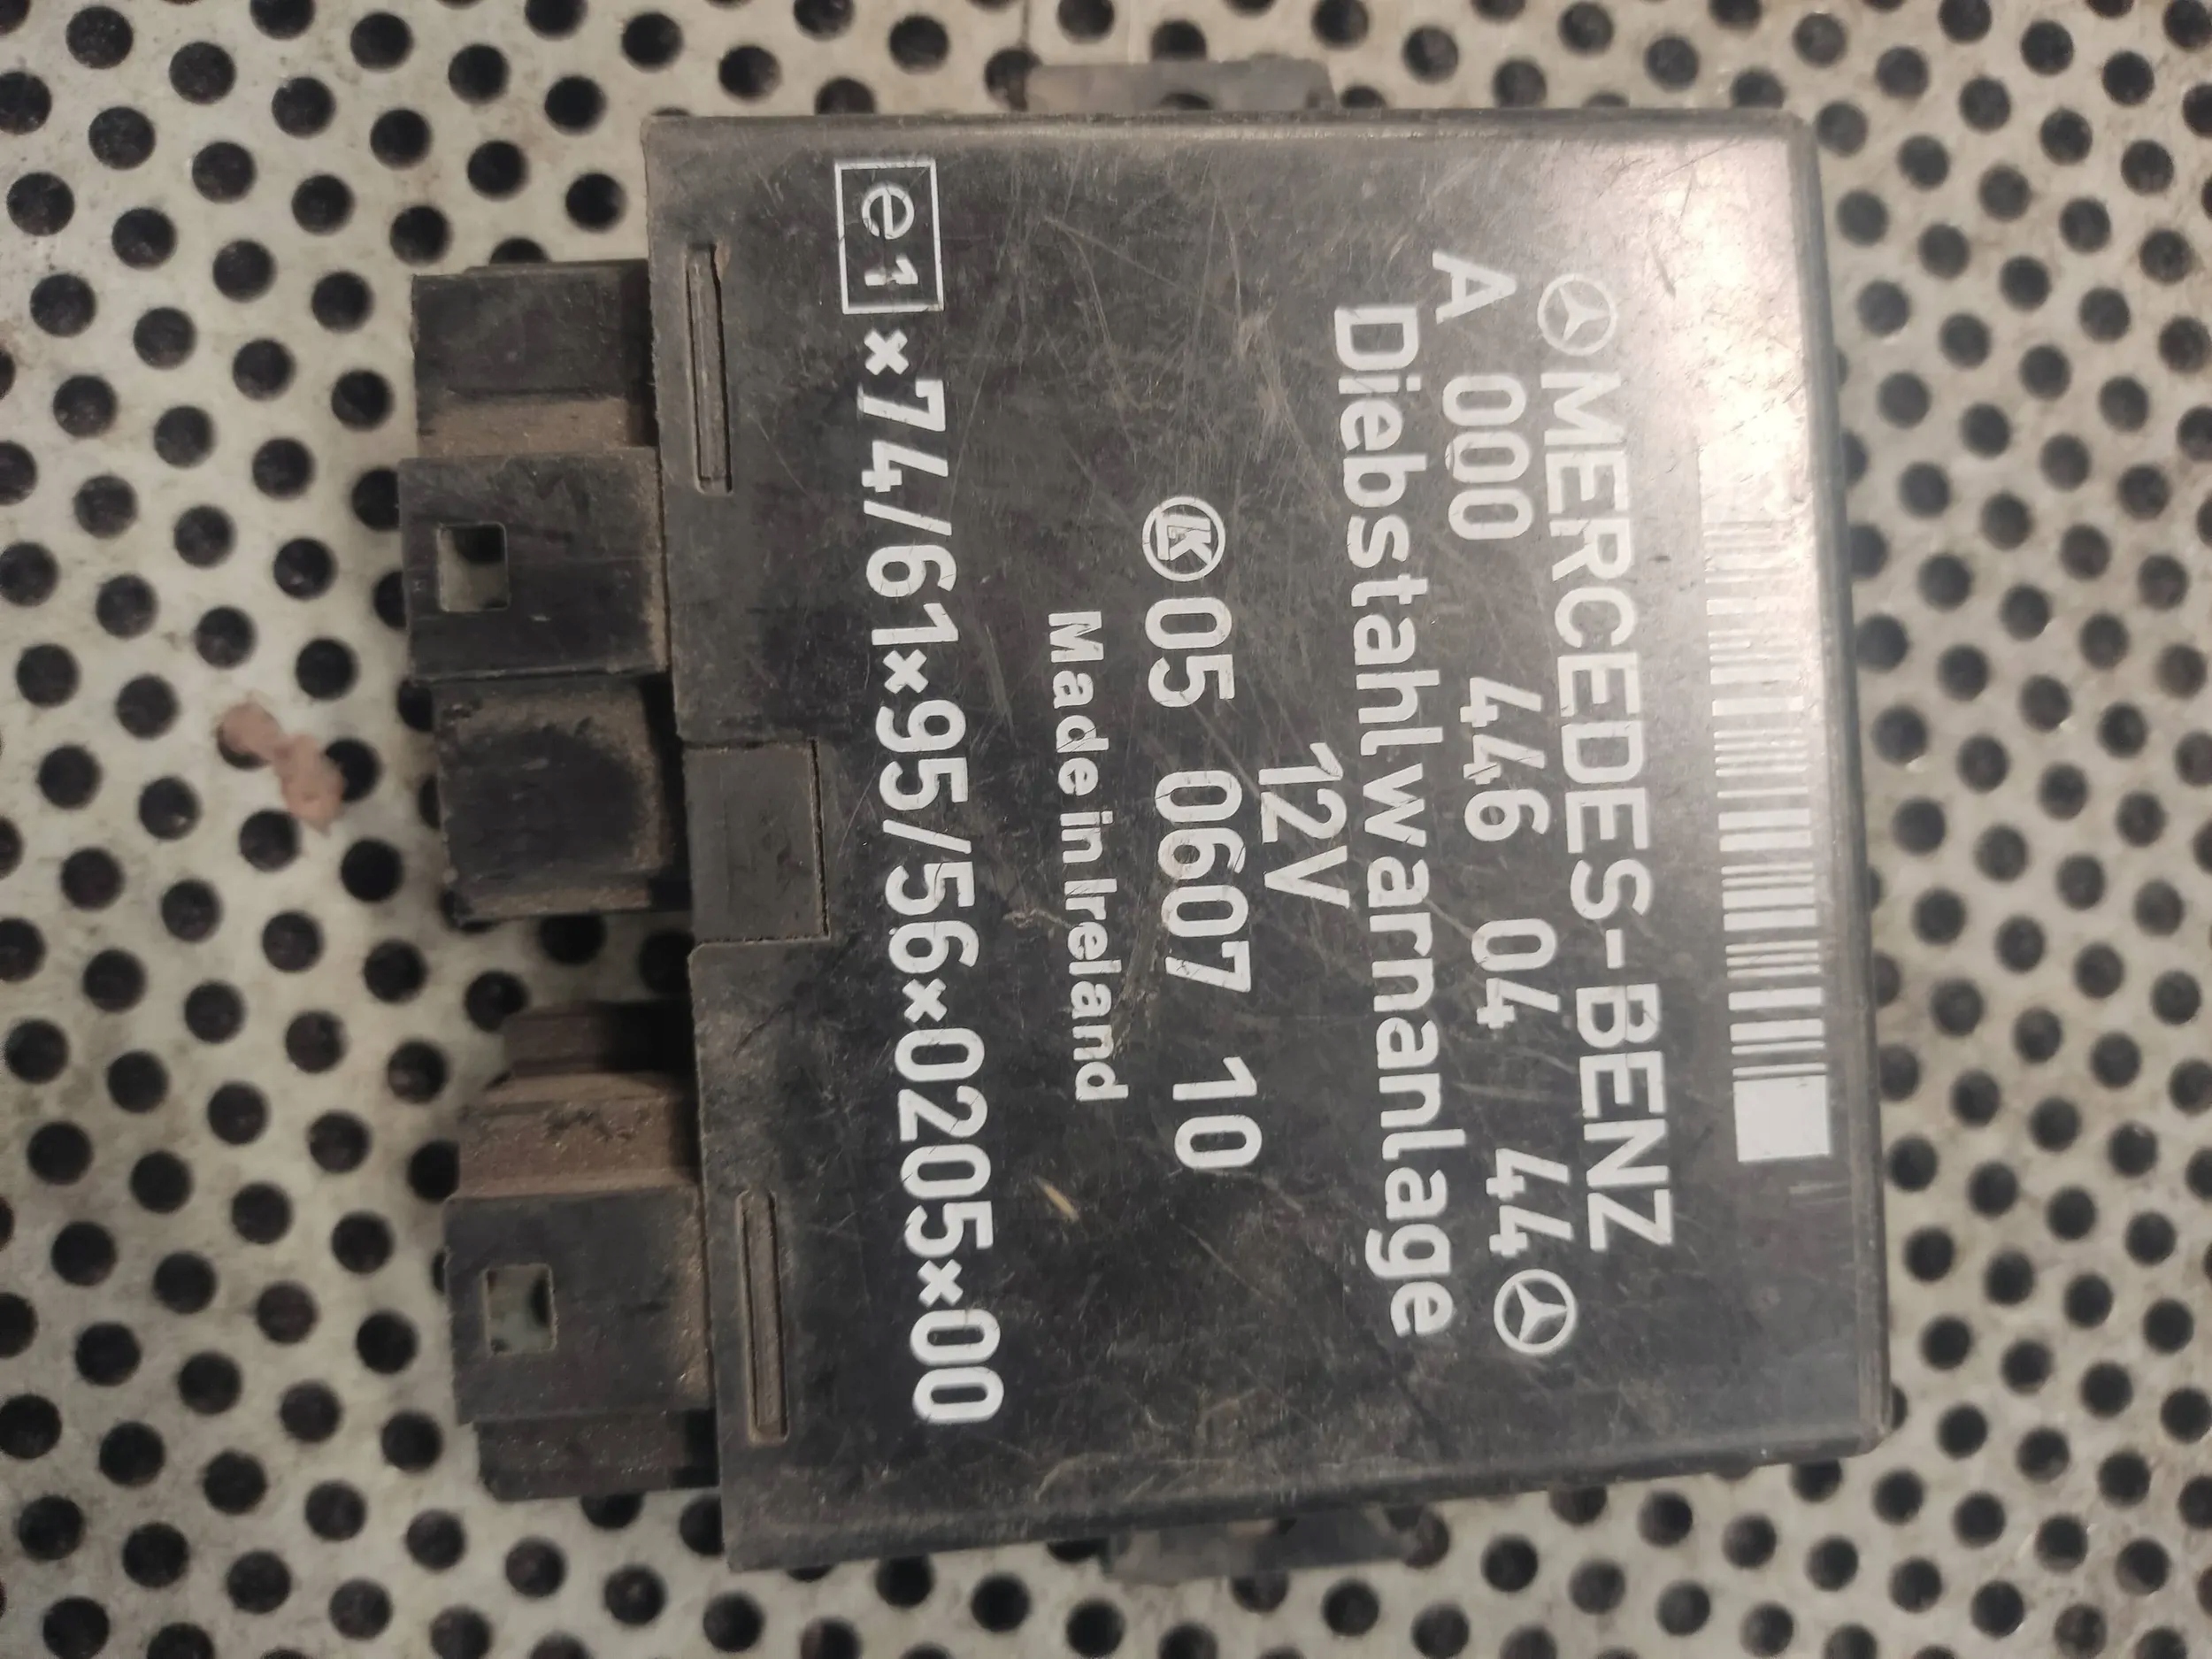 MERCEDES-BENZ
A 000 446 04 44
Diebstahlwarnanlage
12V
LK 05 0607 10
Made in Ireland
e1×74/61×95/56×0205×00